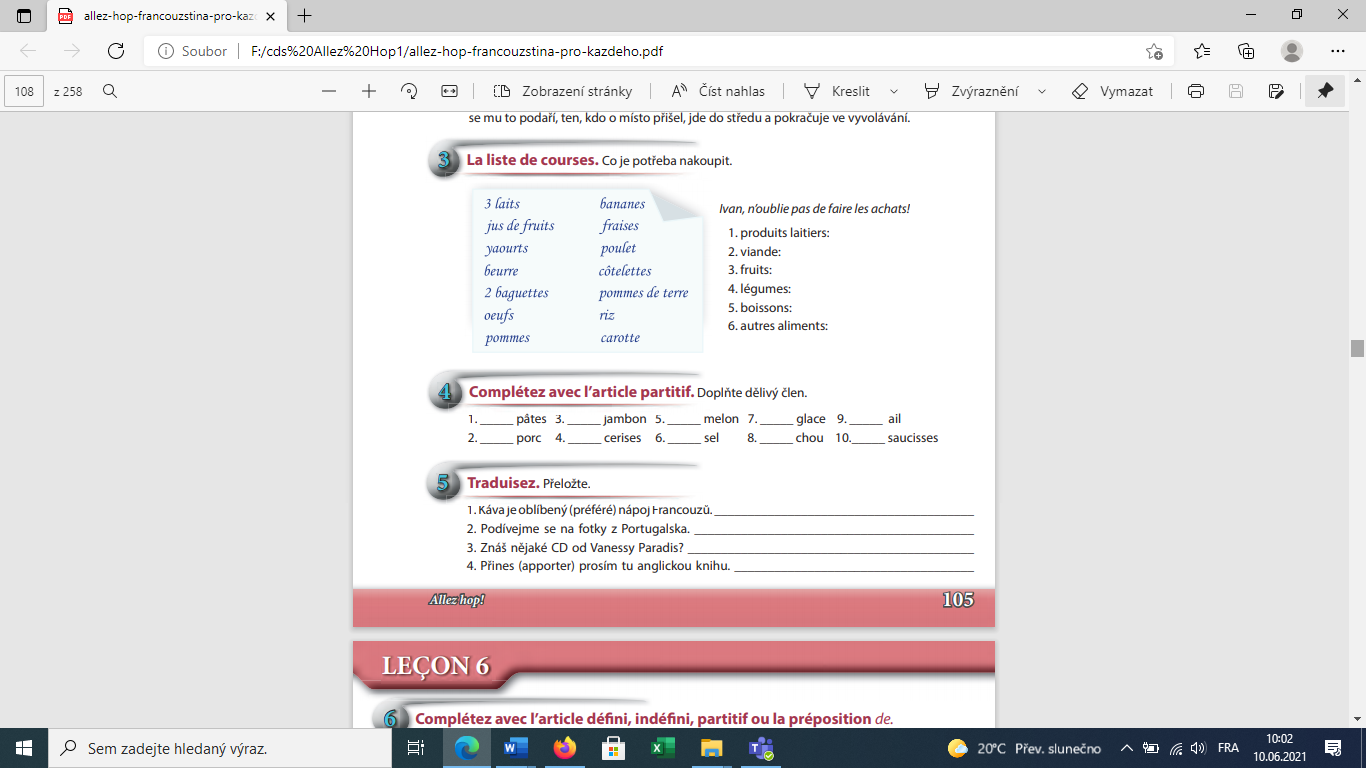 allez-hop-francouzstina-pro-kaz
Soubor F:/cds%20Allez%20Hop1/allez-hop-francouzstina-pro-kazdeho.pdf
108 z 258 Zobrazení stránky Číst nahlas Kreslit Zvýraznění Vymazat
se mu to podaří, ten, kdo o místo přišel, jde do středu a pokračuje ve vyvolávání.
3 La liste de courses. Co je potřeba nakoupit.
3 laits bananes
jus de fruits fraises
yaourts poulet
beurre côtelettes
2 baguettes pommes de terre
oeufs riz
pommes carotte
Ivan, n'oublie pas de faire les achats!
1. produits laitiers:
2. viande:
3. fruits:
4. légumes:
5. boissons:
6. autres aliments:
4 Complétez avec l'article partitif. Doplňte dělivý člen.
1. _____ pâtes 3. _____ jambon 5. _____ melon 7. _____ glace 9. _____ ail
2. _____ porc 4. _____ cerises 6. _____ sel 8. _____ chou 10. _____ saucisses
5 Traduisez. Přeložte.
1. Káva je oblíbený (préféré) nápoj Francouzů. _____
2. Podívejme se na fotky z Portugalska. _____
3. Znáš nějaké CD od Vanessy Paradis? _____
4. Přines (apporter) prosím tu anglickou knihu. _____
Allez hop! 105
LEÇON 6
6 Complétez avec l'article défini, indéfini, partitif ou la préposition de.
Sem zadejte hledaný výraz. 20°C Přev. slunečno FRA 10:02
10.06.2021